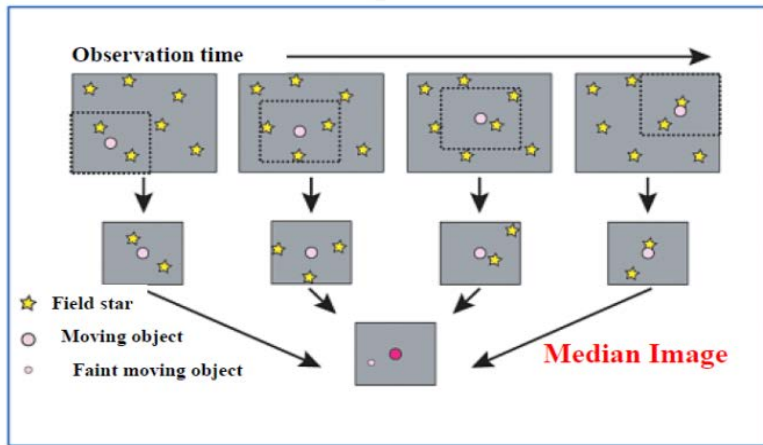 Observation time
Field star
Moving object
Faint moving object
Median Image